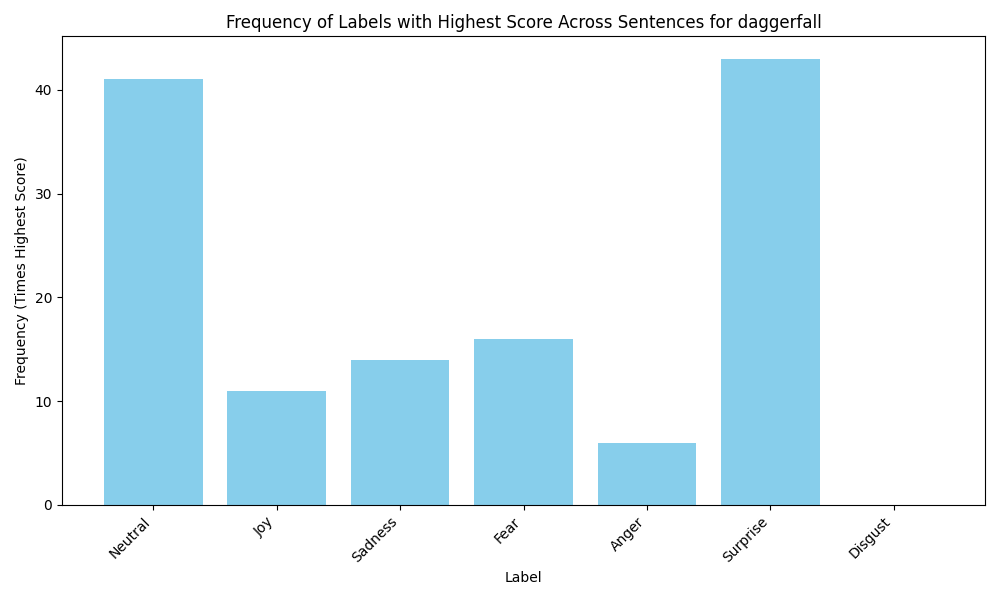 Frequency of Labels with Highest Score Across Sentences for daggerfall
Frequency (Times Highest Score)
40
30
20
10
0
Neutral
Joy
Sadness
Fear
Anger
Surprise
Disgust
Label